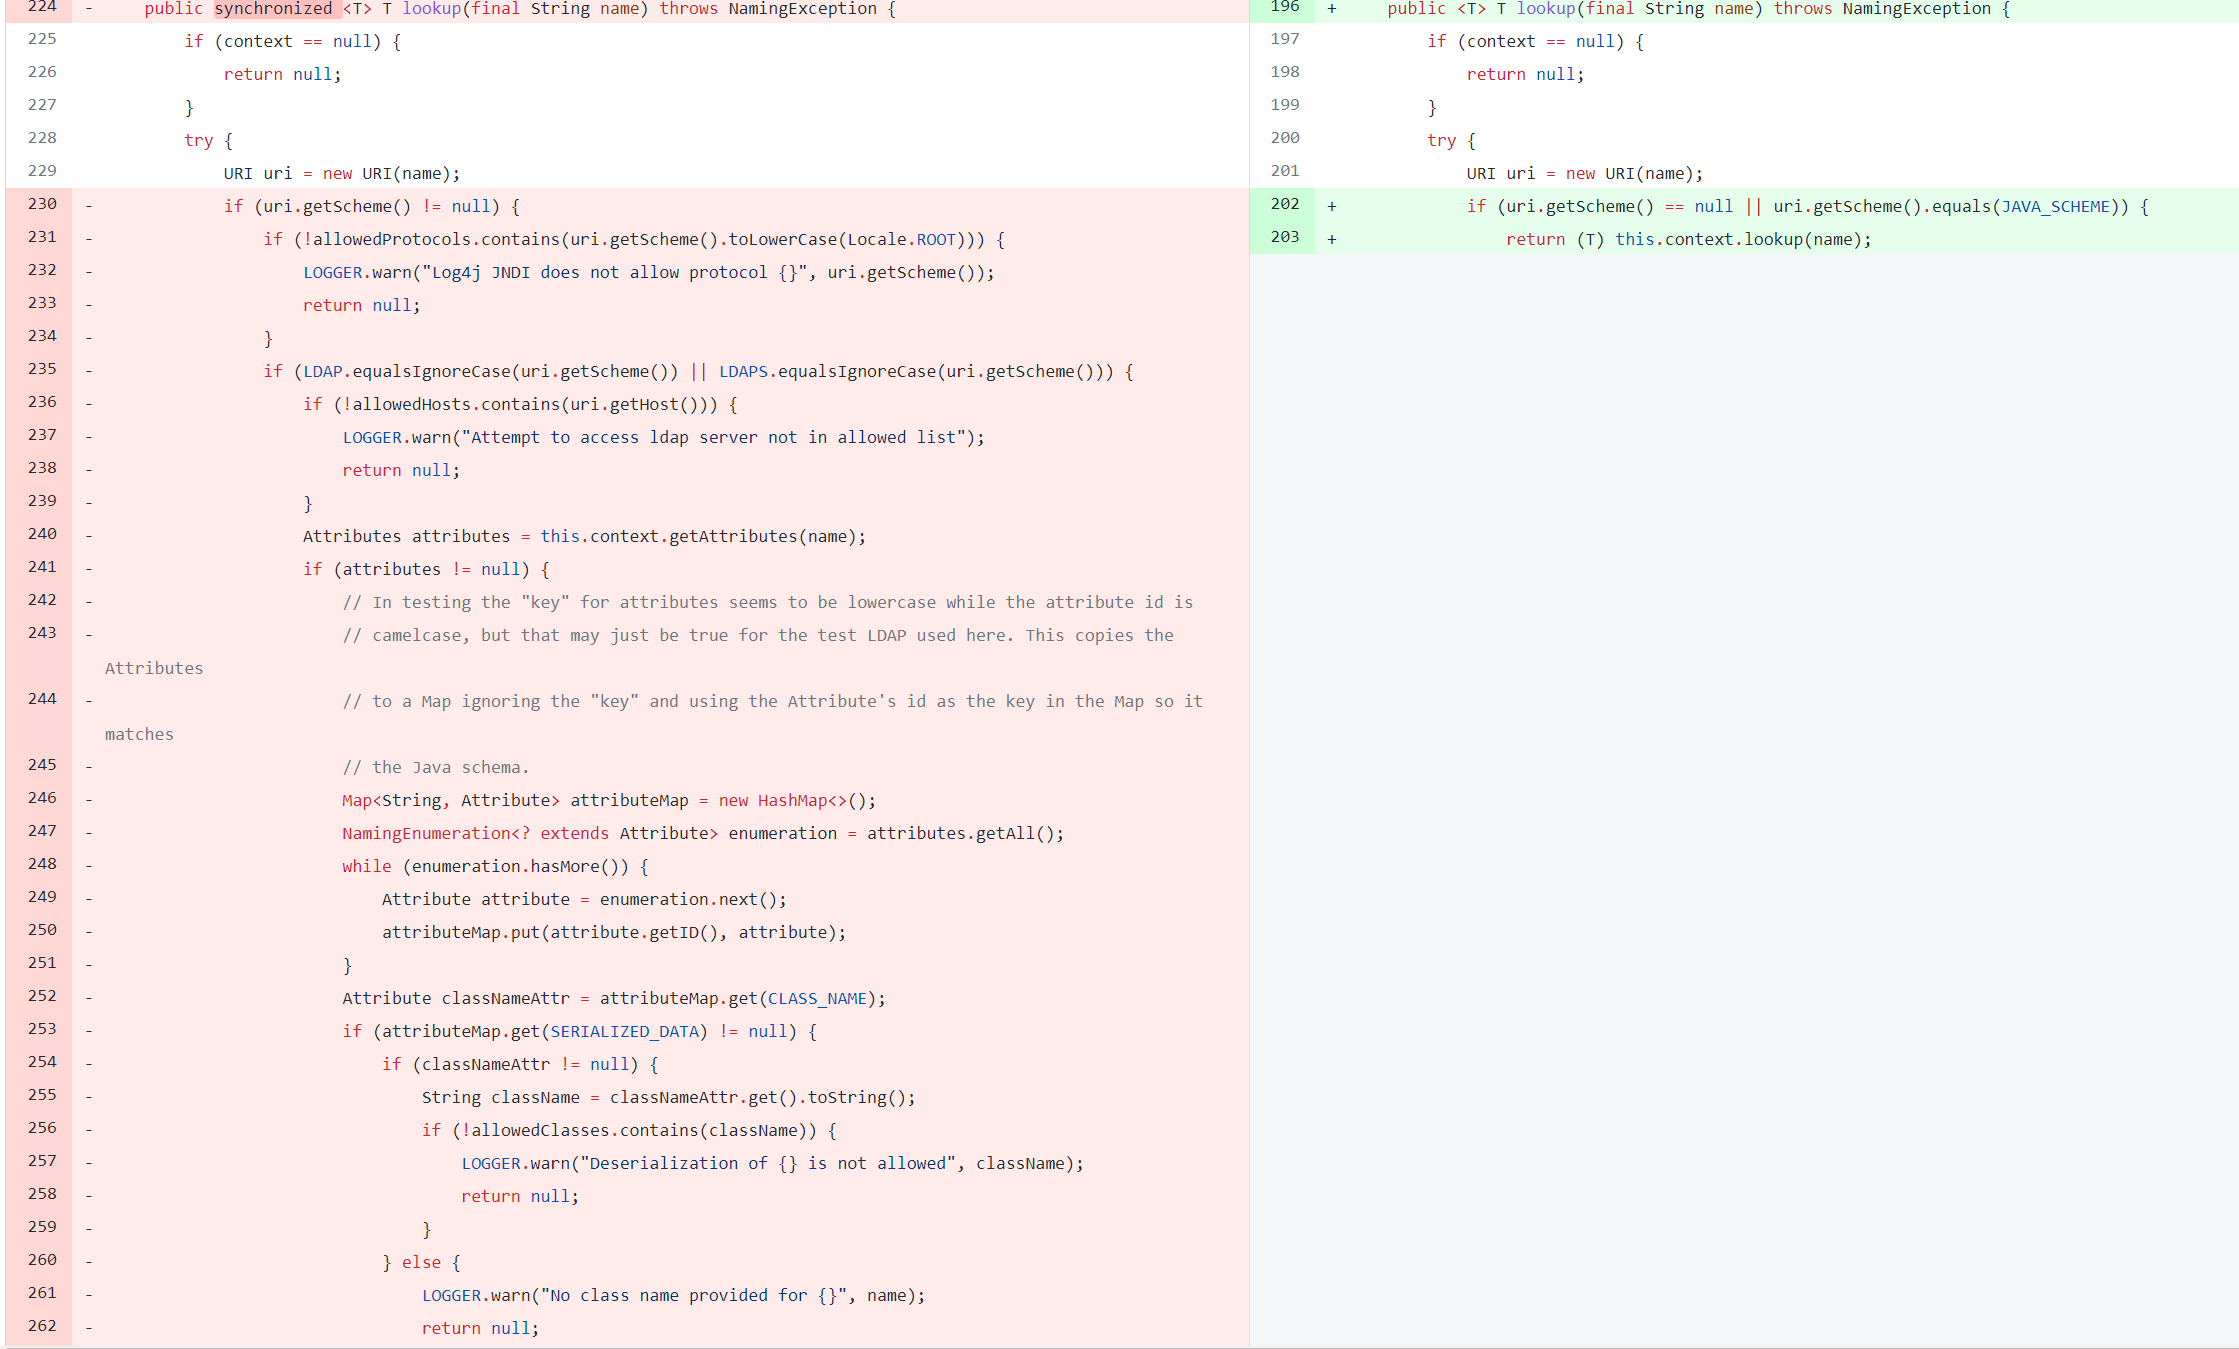 224 - public synchronized <T> T lookup(final String name) throws NamingException {
225 if (context == null) {
226 return null;
227 }
228 try {
229 URI uri = new URI(name);
230 - if (uri.getScheme() != null) {
231 - if (!allowedProtocols.contains(uri.getScheme().toLowerCase(Locale.ROOT))) {
232 - LOGGER.warn("Log4j JNDI does not allow protocol {}", uri.getScheme());
233 - return null;
234 - }
235 - if (LDAP.equalsIgnoreCase(uri.getScheme()) || LDAPS.equalsIgnoreCase(uri.getScheme())) {
236 - if (!allowedHosts.contains(uri.getHost())) {
237 - LOGGER.warn("Attempt to access ldap server not in allowed list");
238 - return null;
239 - }
240 - Attributes attributes = this.context.getAttributes(name);
241 - if (attributes != null) {
242 - // In testing the "key" for attributes seems to be lowercase while the attribute id is
243 - // camelcase, but that may just be true for the test LDAP used here. This copies the
Attributes
244 - // to a Map ignoring the "key" and using the Attribute's id as the key in the Map so it
matches
245 - // the Java schema.
246 - Map<String, Attribute> attributeMap = new HashMap<>();
247 - NamingEnumeration<? extends Attribute> enumeration = attributes.getAll();
248 - while (enumeration.hasMore()) {
249 - Attribute attribute = enumeration.next();
250 - attributeMap.put(attribute.getID(), attribute);
251 - }
252 - Attribute classNameAttr = attributeMap.get(CLASS_NAME);
253 - if (attributeMap.get(SERIALIZED_DATA) != null) {
254 - if (classNameAttr != null) {
255 - String className = classNameAttr.get().toString();
256 - if (!allowedClasses.contains(className)) {
257 - LOGGER.warn("Deserialization of {} is not allowed", className);
258 - return null;
259 - }
260 - } else {
261 - LOGGER.warn("No class name provided for {}", name);
262 - return null;
196 + public <T> T lookup(final String name) throws NamingException {
197 if (context == null) {
198 return null;
199 }
200 try {
201 URI uri = new URI(name);
202 + if (uri.getScheme() == null || uri.getScheme().equals(JAVA_SCHEME)) {
203 + return (T) this.context.lookup(name);